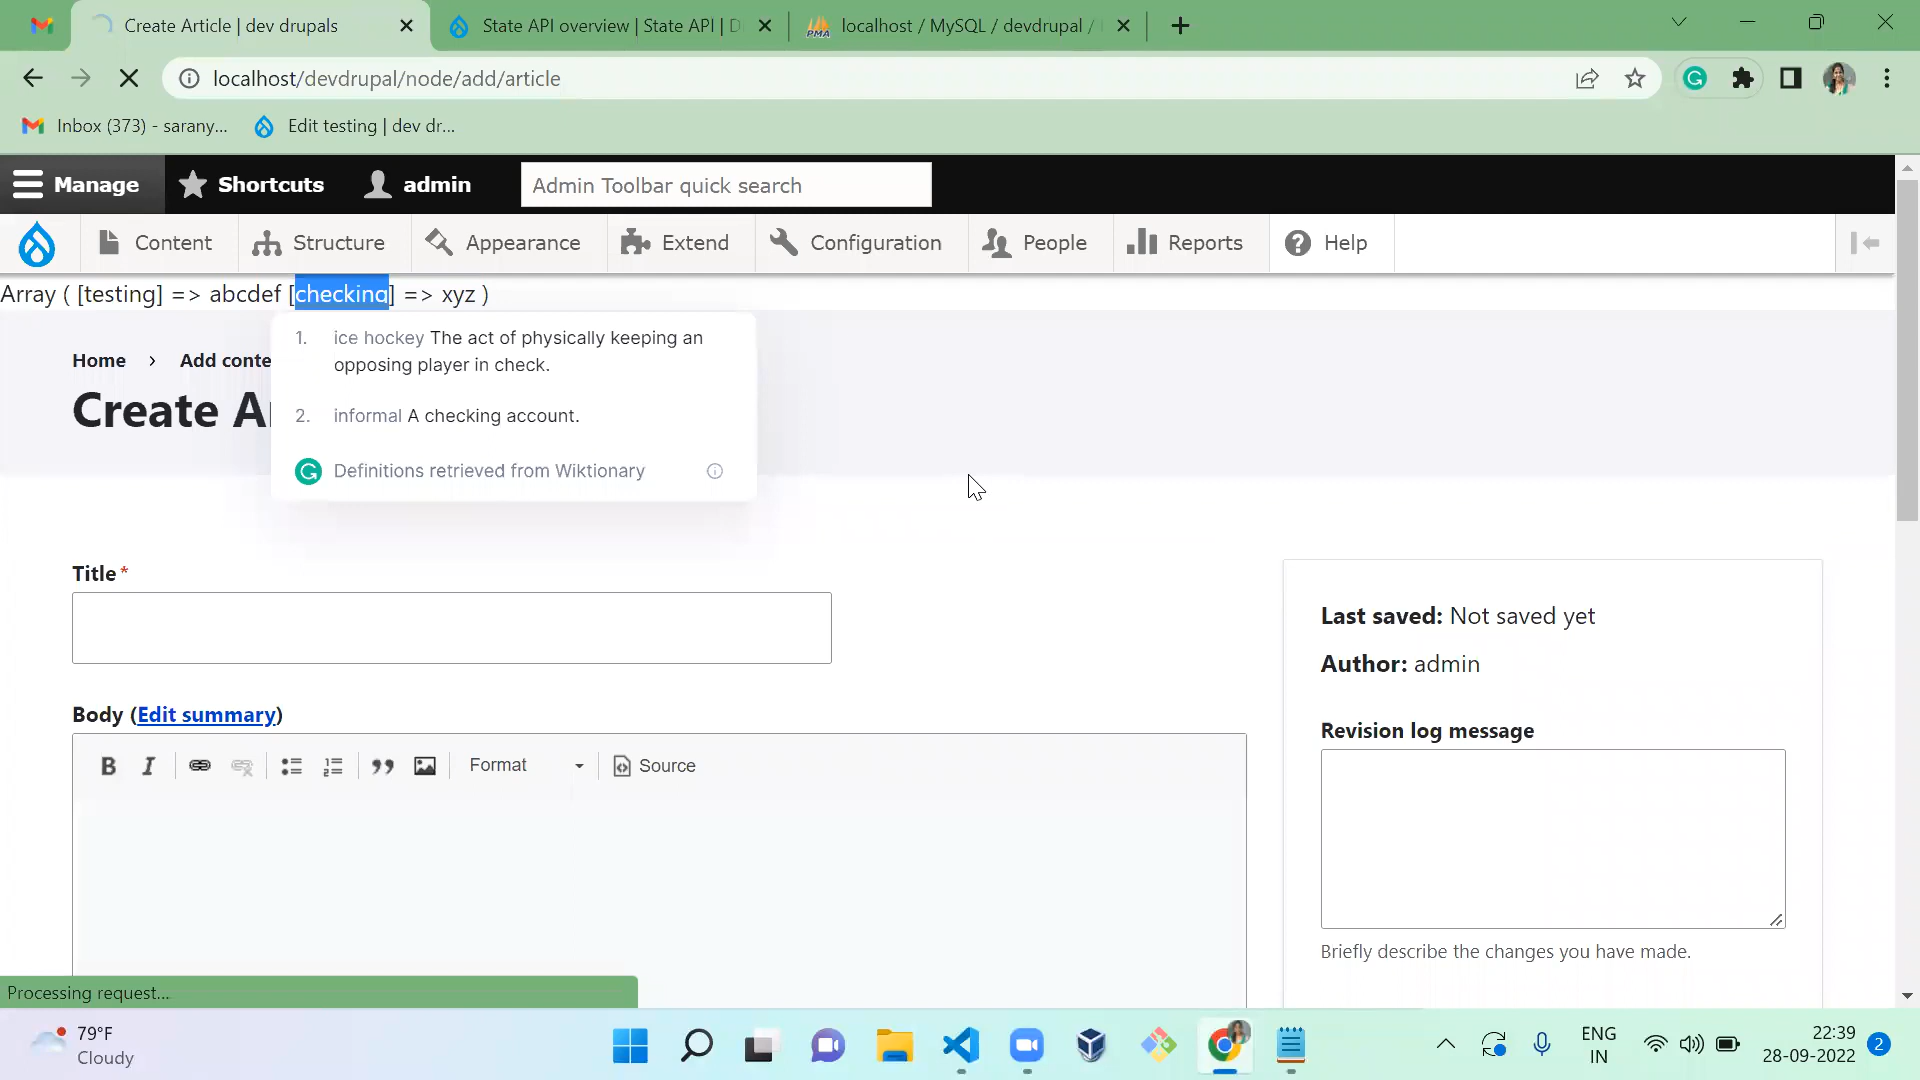 Create Article | dev drupals
State API overview | State API | D
localhost / MySQL / devdrupal /
PMA
localhost/devdrupal/node/add/article
Inbox (373) - sarany...
Edit testing | dev dr...
Manage
Shortcuts
admin
Admin Toolbar quick search
Content
Structure
Appearance
Extend
Configuration
People
Reports
Help
Array ( [testing] => abcdef [checking] => xyz )
1. ice hockey The act of physically keeping an
opposing player in check.
2. informal A checking account.
Definitions retrieved from Wiktionary
Home › Add conte
Create A
Title*
Body (Edit summary)
B I
Format
Source
Last saved: Not saved yet
Author: admin
Revision log message
Briefly describe the changes you have made.
Processing request...
79°F
Cloudy
ENG
IN
22:39
28-09-2022
2